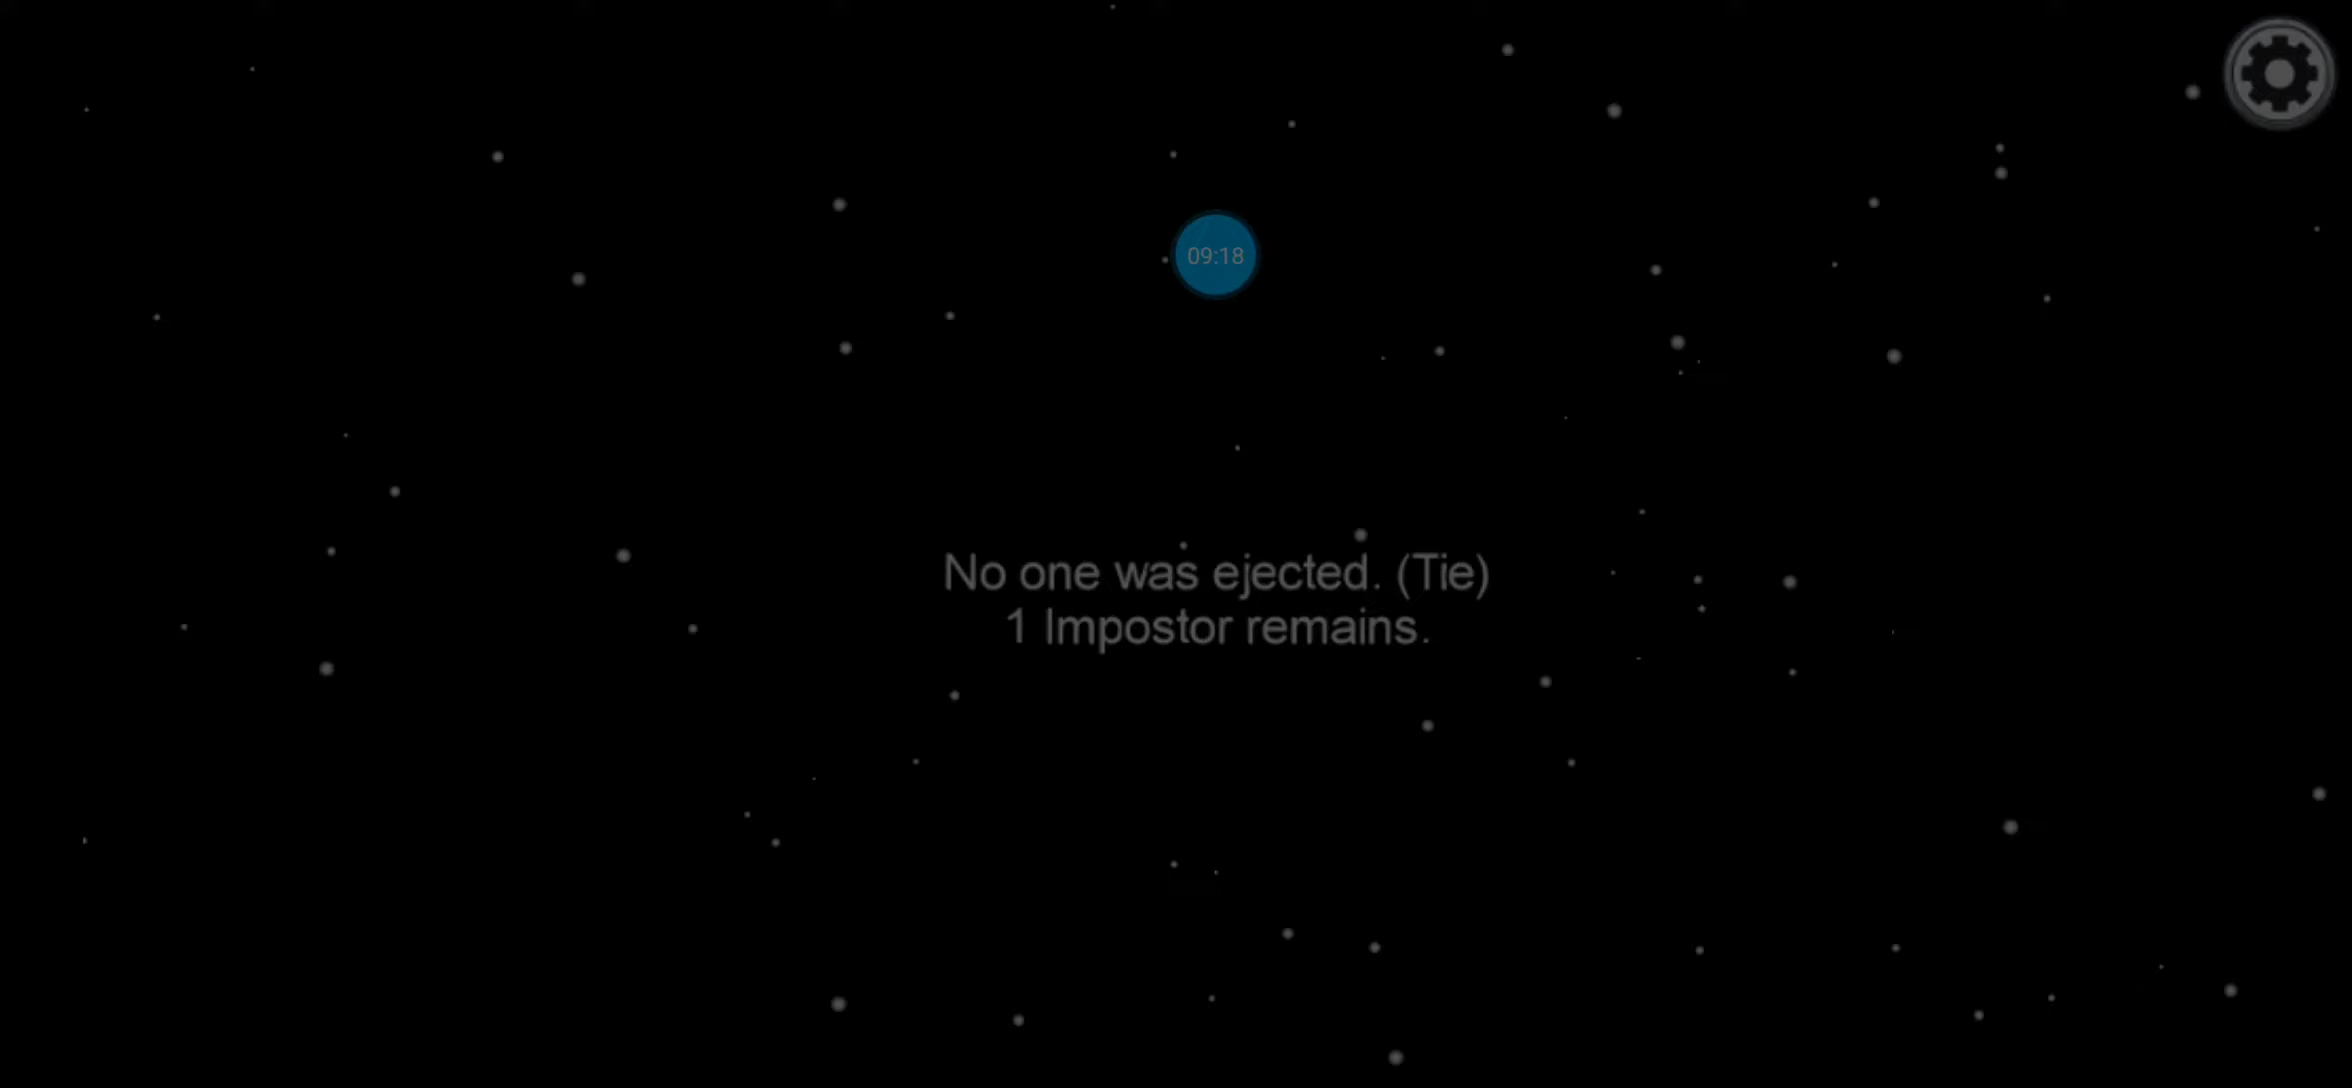 09:18
No one was ejected. (Tie)
1 Impostor remains.